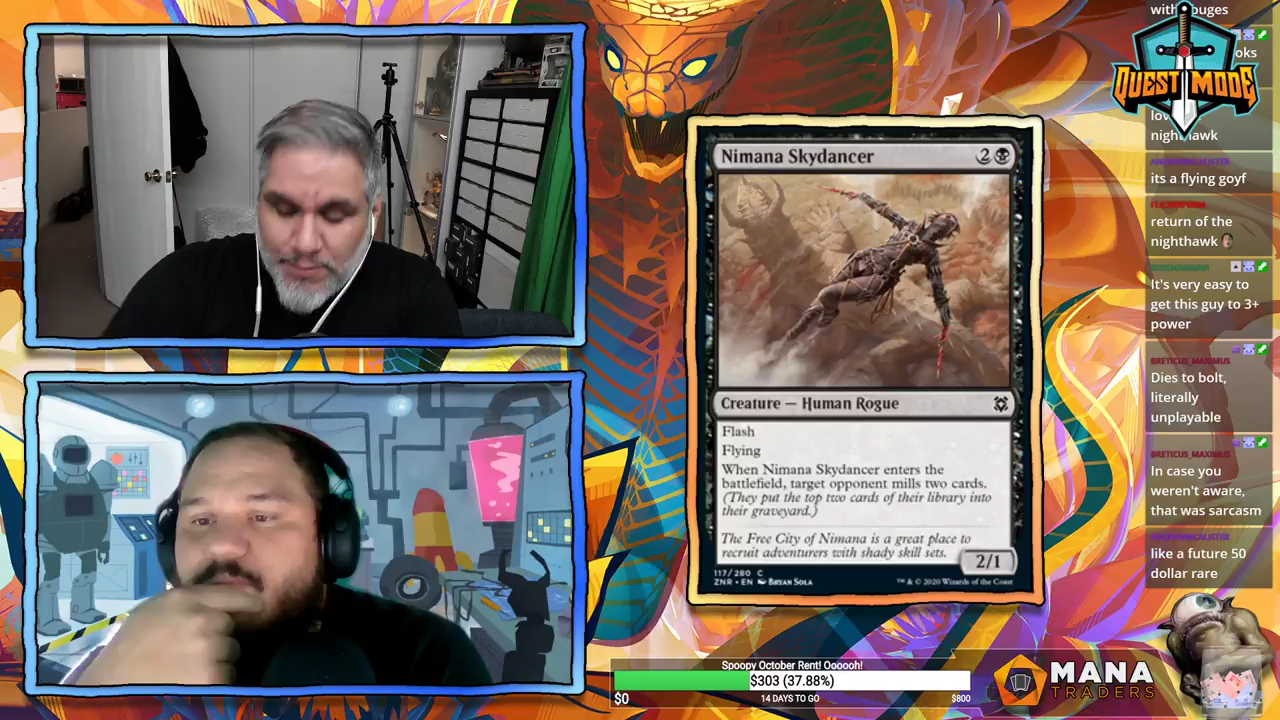 Nimana Skydancer 2
Creature — Human Rogue
Flash
Flying
When Nimana Skydancer enters the
battlefield, target opponent mills two cards.
(They put the top two cards of their library into
their graveyard.)
The Free City of Nimana is a great place to
recruit adventurers with shady skill sets.
2/1
117/280 C
ZNR • EN Bryan Sola
™ & © 2020 Wizards of the Coast
QUEST MODE
nighthawk
its a flying goyf
return of the
nighthawk
It's very easy to
get this guy to 3+
power
BRETICUS_MAXIMUS
Dies to bolt,
literally
unplayable
BRETICUS_MAXIMUS
In case you
weren't aware,
that was sarcasm
like a future 50
dollar rare
Spoopy October Rent! Oooooh!
$303 (37.88%)
$0
14 DAYS TO GO
$800
MANA
TRADERS